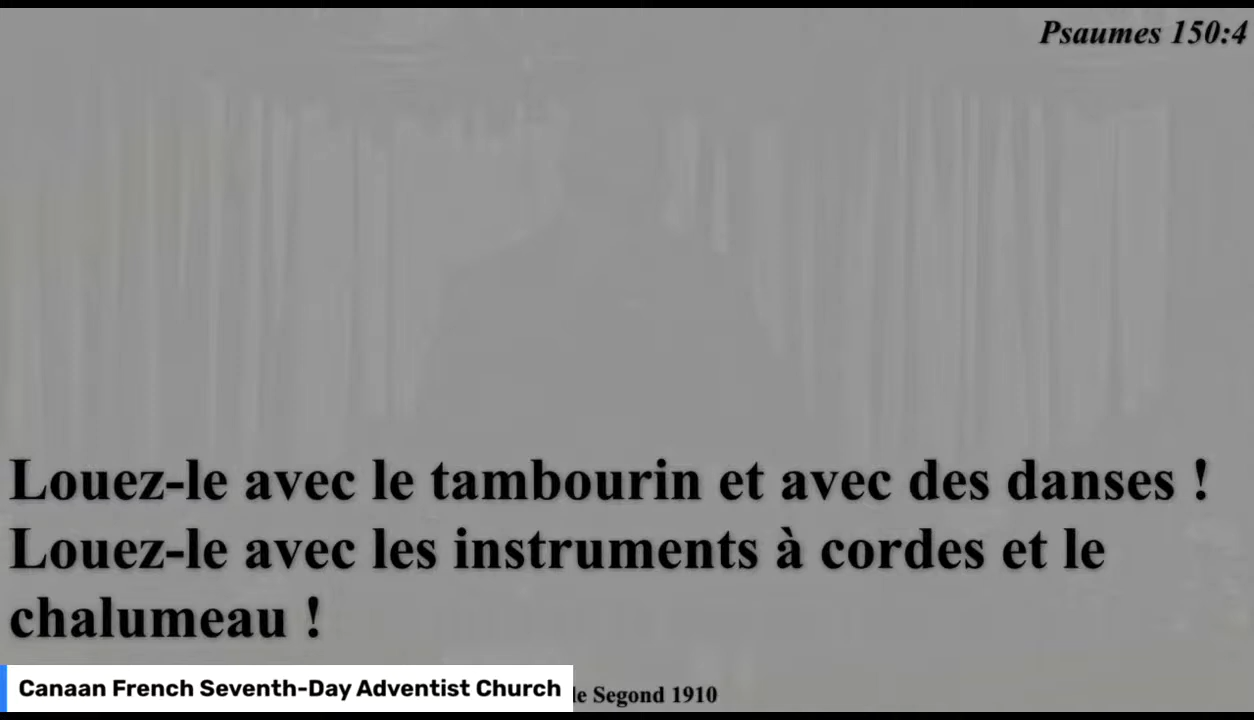 Psaumes 150:4
Louez-le avec le tambourin et avec des danses !
Louez-le avec les instruments à cordes et le
chalumeau !
Canaan French Seventh-Day Adventist Church
Segond 1910